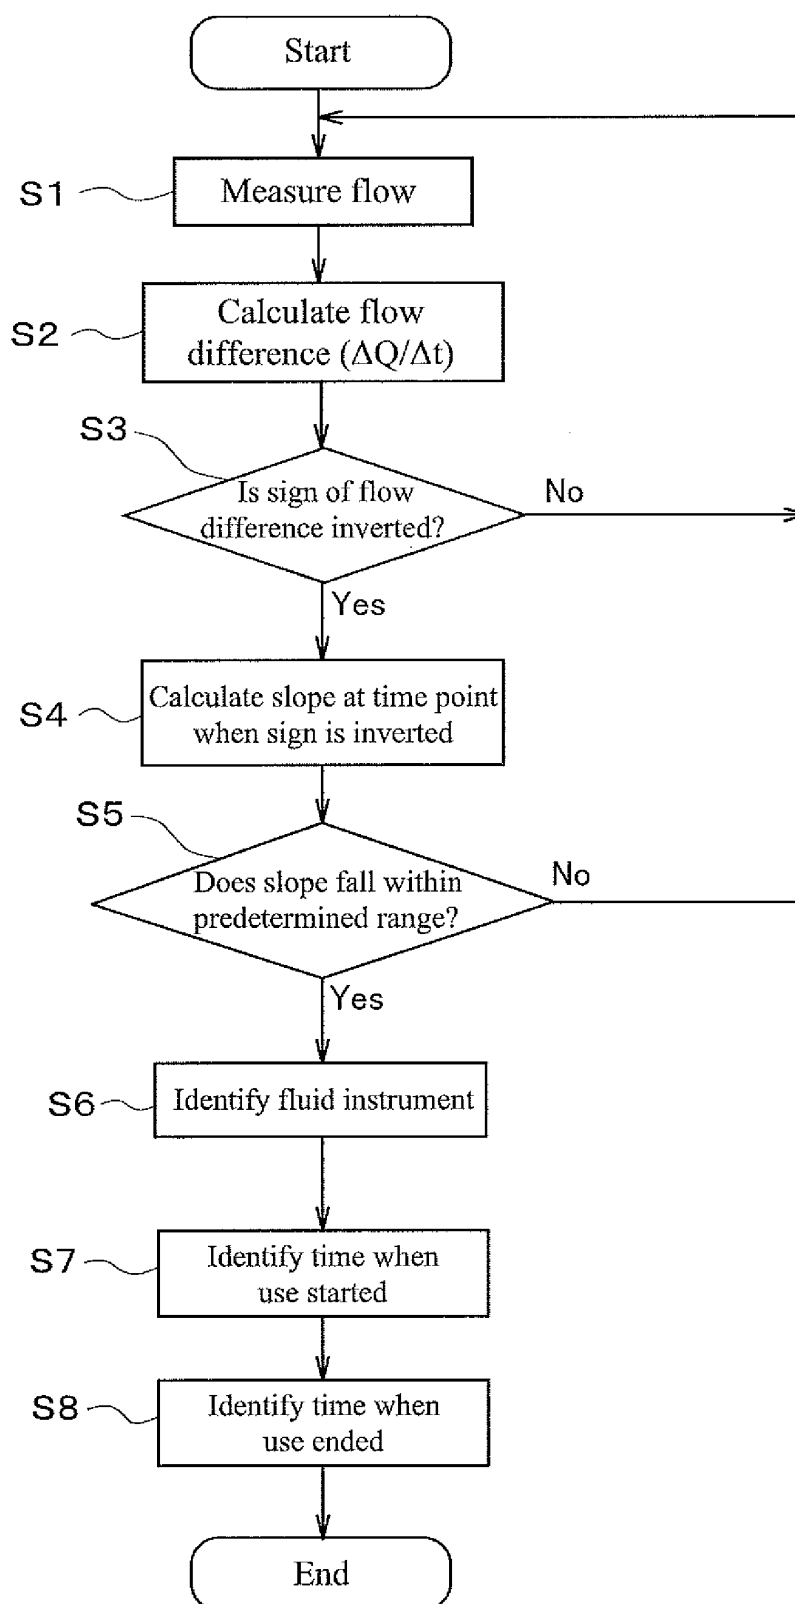 Start
S1
Measure flow
S2
Calculate flow
difference (ΔQ/Δt)
S3
Is sign of flow
difference inverted?
No
Yes
S4
Calculate slope at time point
when sign is inverted
S5
Does slope fall within
predetermined range?
No
Yes
S6
Identify fluid instrument
S7
Identify time when
use started
S8
Identify time when
use ended
End